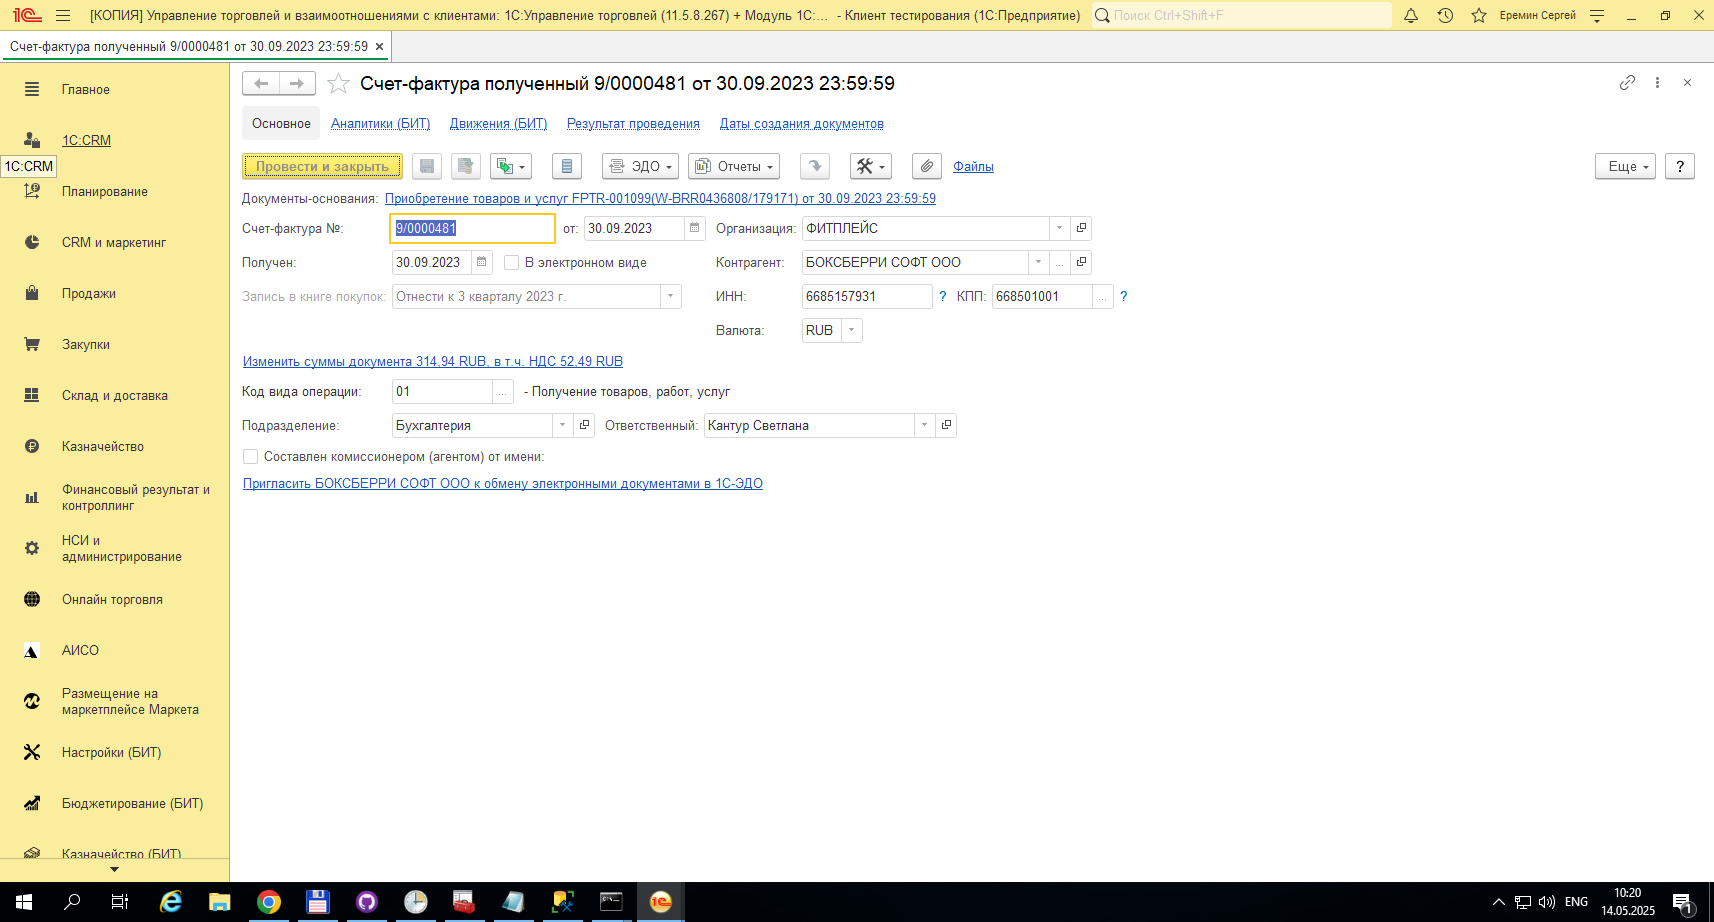 [КОПИЯ] Управление торговлей и взаимоотношениями с клиентами: 1С:Управление торговлей (11.5.8.267) + Модуль 1С:... - Клиент тестирования (1С:Предприятие)
Поиск Ctrl+Shift+F
Еремин Сергей
Счет-фактура полученный 9/0000481 от 30.09.2023 23:59:59
Главное
1С:CRM
1С:CRM
Планирование
CRM и маркетинг
Продажи
Закупки
Склад и доставка
Казначейство
Финансовый результат и
контроллинг
НСИ и
администрирование
Онлайн торговля
АИСО
Размещение на
маркетплейсе Маркета
Настройки (БИТ)
Бюджетирование (БИТ)
Казначейство (БИТ)
Счет-фактура полученный 9/0000481 от 30.09.2023 23:59:59
Основное Аналитики (БИТ) Движения (БИТ) Результат проведения Даты создания документов
Провести и закрыть ЭДО Отчеты Файлы Еще ?
Документы-основания: Приобретение товаров и услуг FPTR-001099(W-BRR0436808/179171) от 30.09.2023 23:59:59
Счет-фактура №: 9/0000481 от: 30.09.2023 Организация: ФИТПЛЕЙС
Получен: 30.09.2023 В электронном виде Контрагент: БОКСБЕРРИ СОФТ ООО ...
Запись в книге покупок: Отнести к 3 кварталу 2023 г. ИНН: 6685157931 ? КПП: 668501001 ... ?
Валюта: RUB
Изменить суммы документа 314,94 RUB, в т.ч. НДС 52,49 RUB
Код вида операции: 01 ... - Получение товаров, работ, услуг
Подразделение: Бухгалтерия Ответственный: Кантур Светлана
Составлен комиссионером (агентом) от имени:
Пригласить БОКСБЕРРИ СОФТ ООО к обмену электронными документами в 1С-ЭДО
ENG
10:20
14.05.2025
1